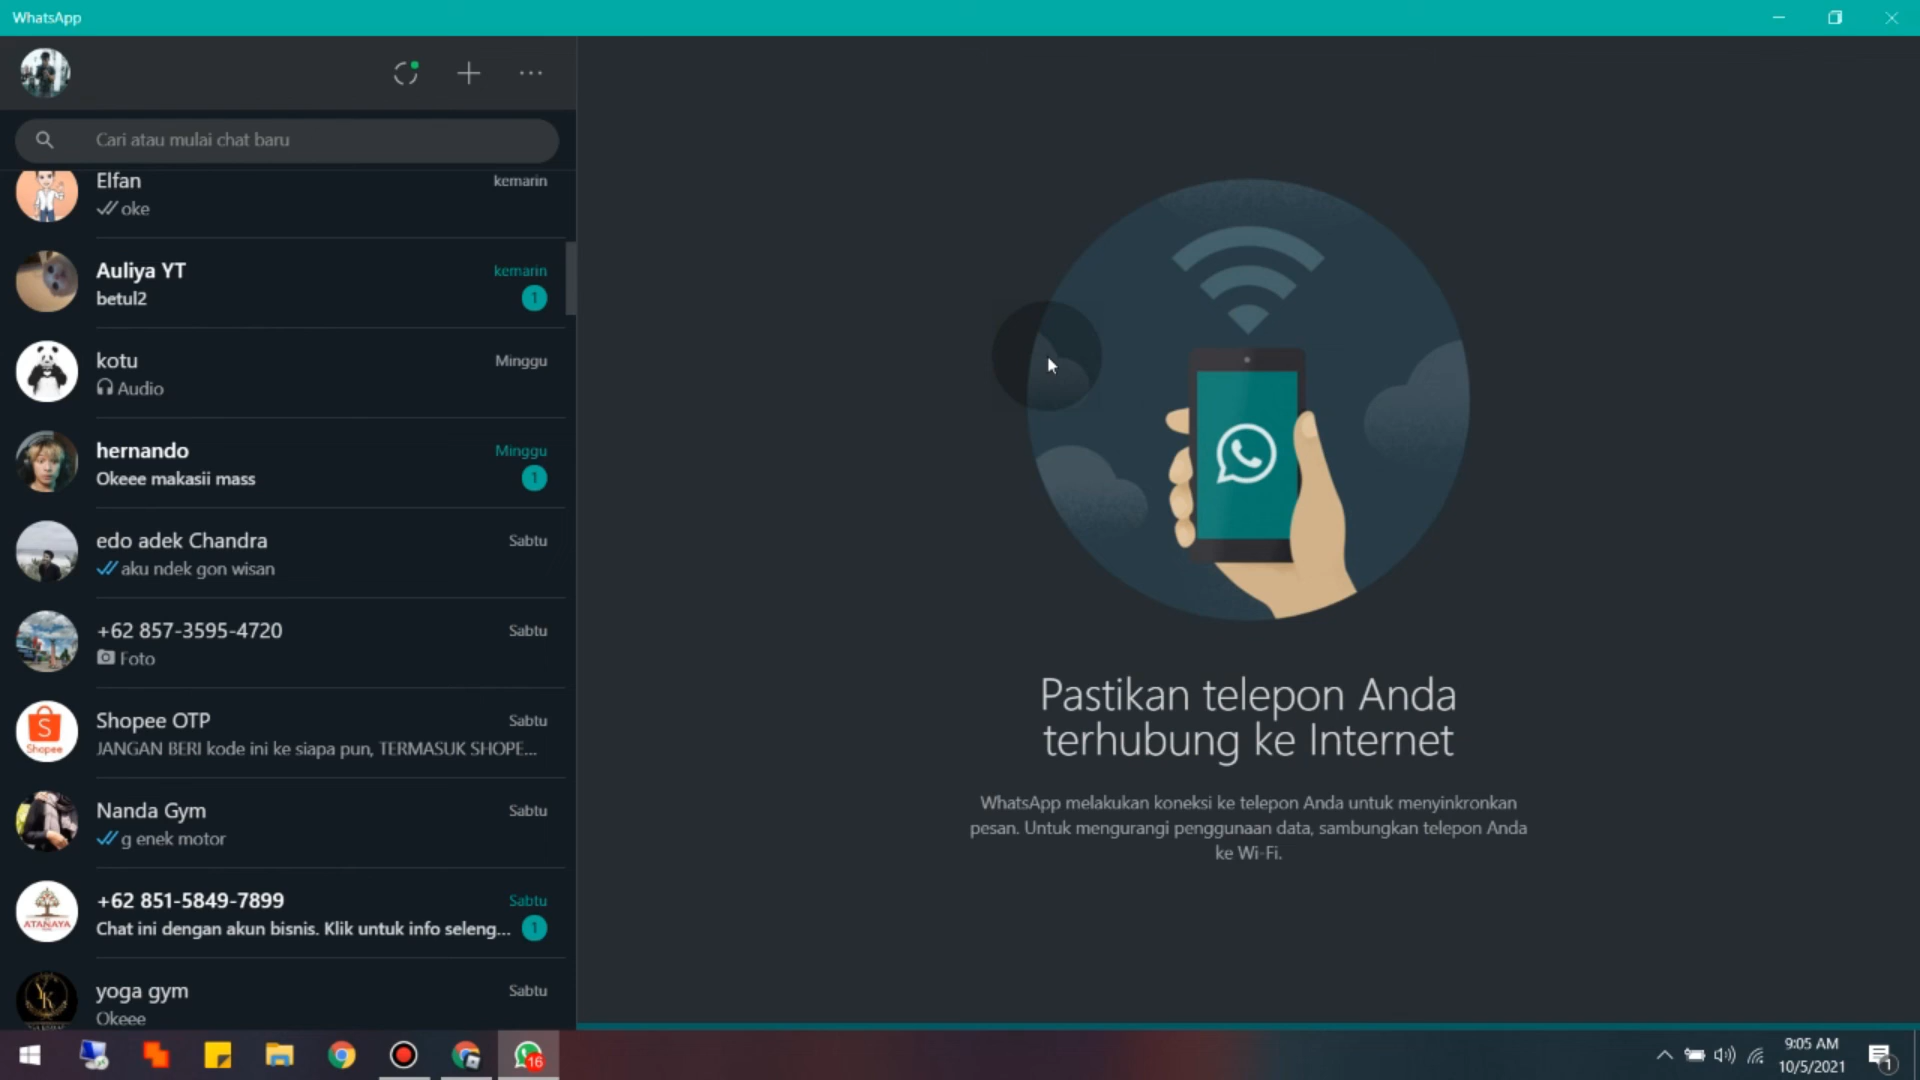 WhatsApp
Cari atau mulai chat baru
Elfan kemarin
oke
Auliya YT kemarin
betul2 1
kotu Minggu
Audio
hernando Minggu
Okeee makasii mass 1
edo adek Chandra Sabtu
aku ndek gon wisan
+62 857-3595-4720 Sabtu
Foto
Shopee OTP Sabtu
JANGAN BERI kode ini ke siapa pun, TERMASUK SHOPE...
Shopee
Nanda Gym Sabtu
g enek motor
+62 851-5849-7899 Sabtu
Chat ini dengan akun bisnis. Klik untuk info seleng... 1
ATANAYA
yoga gym Sabtu
Okeee
YK
Pastikan telepon Anda
terhubung ke Internet
WhatsApp melakukan koneksi ke telepon Anda untuk menyinkronkan
pesan. Untuk mengurangi penggunaan data, sambungkan telepon Anda
ke Wi-Fi.
16
9:05 AM
10/5/2021
1